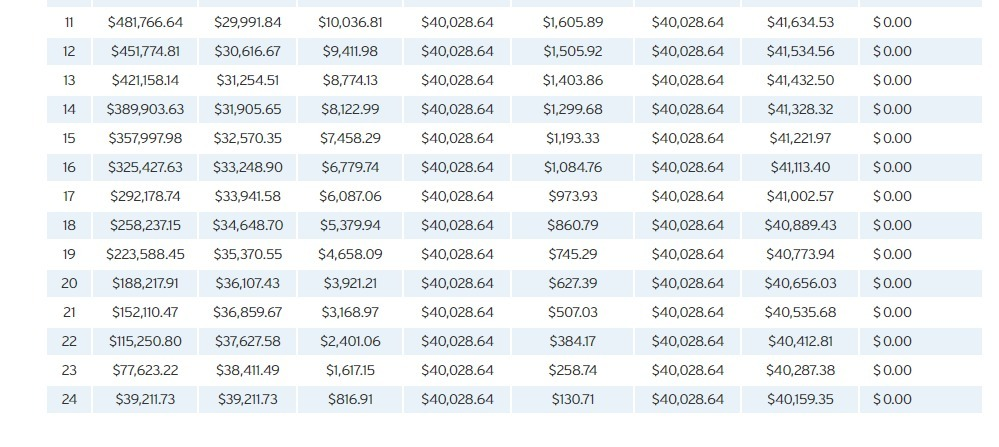 11 $481,766.64 $29,991.84 $10,036.81 $40,028.64 $1,605.89 $40,028.64 $41,634.53 $0.00
12 $451,774.81 $30,616.67 $9,411.98 $40,028.64 $1,505.92 $40,028.64 $41,534.56 $0.00
13 $421,158.14 $31,254.51 $8,774.13 $40,028.64 $1,403.86 $40,028.64 $41,432.50 $0.00
14 $389,903.63 $31,905.65 $8,122.99 $40,028.64 $1,299.68 $40,028.64 $41,328.32 $0.00
15 $357,997.98 $32,570.35 $7,458.29 $40,028.64 $1,193.33 $40,028.64 $41,221.97 $0.00
16 $325,427.63 $33,248.90 $6,779.74 $40,028.64 $1,084.76 $40,028.64 $41,113.40 $0.00
17 $292,178.74 $33,941.58 $6,087.06 $40,028.64 $973.93 $40,028.64 $41,002.57 $0.00
18 $258,237.15 $34,648.70 $5,379.94 $40,028.64 $860.79 $40,028.64 $40,889.43 $0.00
19 $223,588.45 $35,370.55 $4,658.09 $40,028.64 $745.29 $40,028.64 $40,773.94 $0.00
20 $188,217.91 $36,107.43 $3,921.21 $40,028.64 $627.39 $40,028.64 $40,656.03 $0.00
21 $152,110.47 $36,859.67 $3,168.97 $40,028.64 $507.03 $40,028.64 $40,535.68 $0.00
22 $115,250.80 $37,627.58 $2,401.06 $40,028.64 $384.17 $40,028.64 $40,412.81 $0.00
23 $77,623.22 $38,411.49 $1,617.15 $40,028.64 $258.74 $40,028.64 $40,287.38 $0.00
24 $39,211.73 $39,211.73 $816.91 $40,028.64 $130.71 $40,028.64 $40,159.35 $0.00